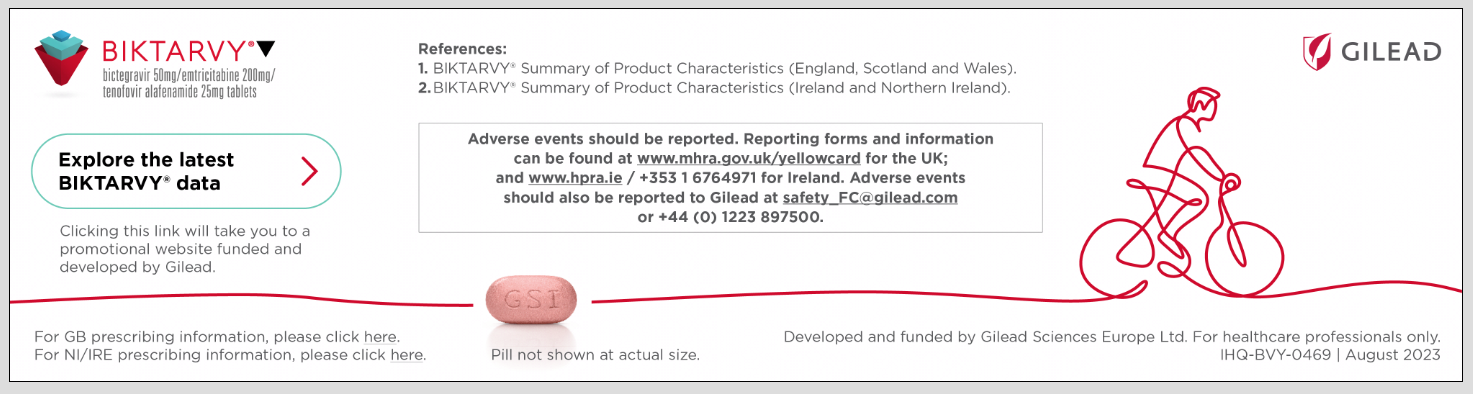 BIKTARVY®▼
bictegravir 50mg/emtricitabine 200mg/
tenofovir alafenamide 25mg tablets
Explore the latest
BIKTARVY® data
Clicking this link will take you to a
promotional website funded and
developed by Gilead.
References:
1. BIKTARVY® Summary of Product Characteristics (England, Scotland and Wales).
2. BIKTARVY® Summary of Product Characteristics (Ireland and Northern Ireland).
Adverse events should be reported. Reporting forms and information
can be found at www.mhra.gov.uk/yellowcard for the UK;
and www.hpra.ie / +353 1 6764971 for Ireland. Adverse events
should also be reported to Gilead at safety_FC@gilead.com
or +44 (0) 1223 897500.
GILEAD
GSI
For GB prescribing information, please click here.
For NI/IRE prescribing information, please click here.
Pill not shown at actual size.
Developed and funded by Gilead Sciences Europe Ltd. For healthcare professionals only.
IHQ-BVY-0469 | August 2023